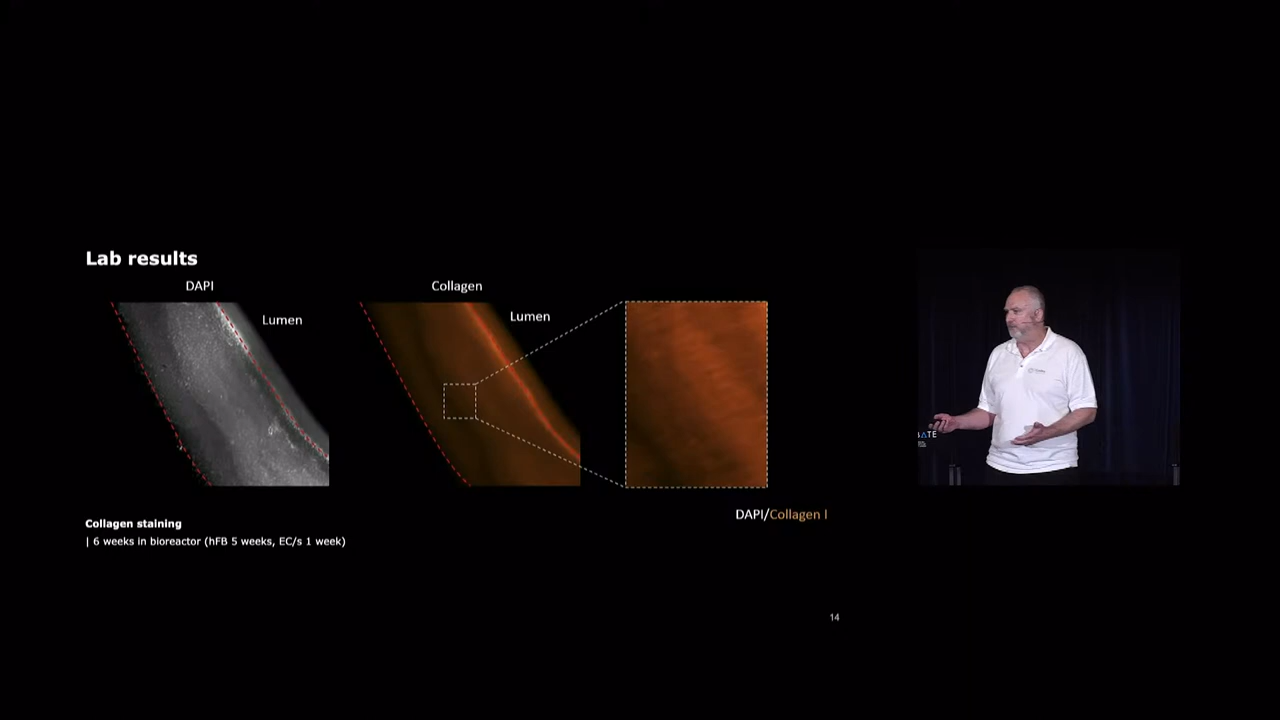 Lab results
DAPI
Collagen
Lumen
Lumen
DAPI/Collagen I
Collagen staining
| 6 weeks in bioreactor (hFB 5 weeks, EC/s 1 week)
14